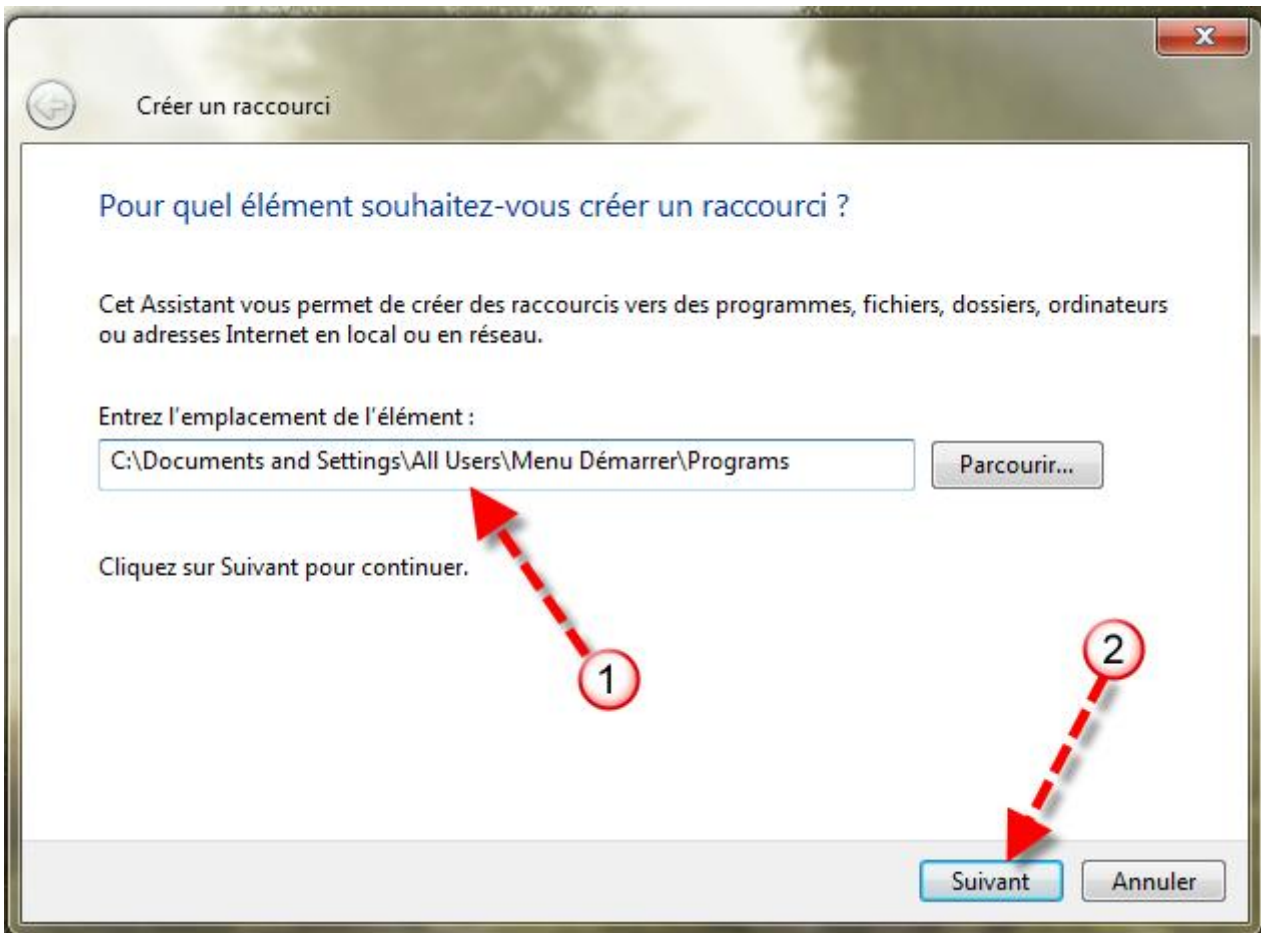 Créer un raccourci
Pour quel élément souhaitez-vous créer un raccourci ?
Cet Assistant vous permet de créer des raccourcis vers des programmes, fichiers, dossiers, ordinateurs
ou adresses Internet en local ou en réseau.
Entrez l'emplacement de l'élément :
C:\Documents and Settings\All Users\Menu Démarrer\Programs
Parcourir...
Cliquez sur Suivant pour continuer.
1
2
Suivant
Annuler